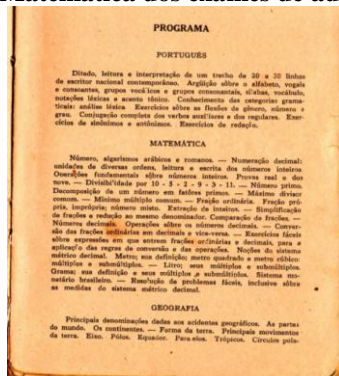 Matemática dos exames de ad
PROGRAMA
PORTUGUÊS
Ditado, leitura e interpretação de um trecho de 20 a 30 linhas
de escritor nacional contemporâneo. Argüição sôbre o alfabeto, vogais
e consoantes, grupos vocálicos e grupos consonantais, sílabas, vocábulo,
notações léxicas e acento tônico. Conhecimento das categorias grama-
ticais: análise léxica. Exercícios sôbre as flexões de gênero, número e
grau. Conjugação completa dos verbos auxiliares e dos regulares. Exer-
cícios de sinônimos e antônimos. Exercícios de redação.
MATEMÁTICA
Número, algarismos arábicos e romanos. — Numeração decimal:
unidades de diversas ordens, leitura e escrita dos números inteiros
Operações fundamentais sôbre números inteiros. Provas real e dos
nove. — Divisibilidade por 10 - 5 - 2 - 9 - 3 - 11. — Número primo.
Decomposição de um número em fatôres primos. — Máximo divisor
comum. — Mínimo múltiplo comum. — Fração ordinária. Fração pró-
pria, imprópria; número misto. Extração de inteiros. — Simplificação
de frações e redução ao mesmo denominador. Comparação de frações. —
Números decimais. Operações sôbre os números decimais. — Conver-
são das frações ordinárias em decimais e vice-versa. — Exercícios fáceis
sôbre expressões em que entrem frações ordinárias e decimais, para a
aplicação das regras de conversão e das operações. Noções do sistema
métrico decimal. Metro; sua definição; metro quadrado e metro cúbico;
múltiplos e submúltiplos. — Litro; seus múltiplos e submúltiplos.
Grama; sua definição e seus múltiplos e submúltiplos. Sistema mo-
netário brasileiro. — Resolução de problemas fáceis, inclusive sôbre
as medidas do sistema métrico decimal.
GEOGRAFIA
Principais denominações dadas aos acidentes geográficos. As partes
do mundo. Os continentes. — Forma da terra. Principais movimentos
da terra. Eixo. Pólos. Equador. Paralelos. Trópicos. Círculos pola-